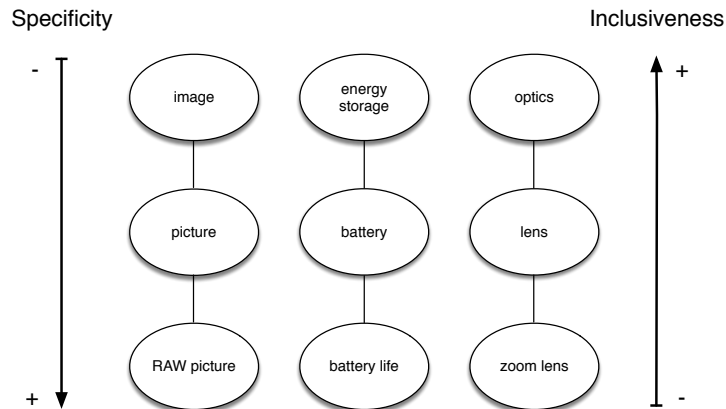 Specificity
Inclusiveness
-
+
image
energy
storage
optics
picture
battery
lens
RAW picture
battery life
zoom lens
+
-